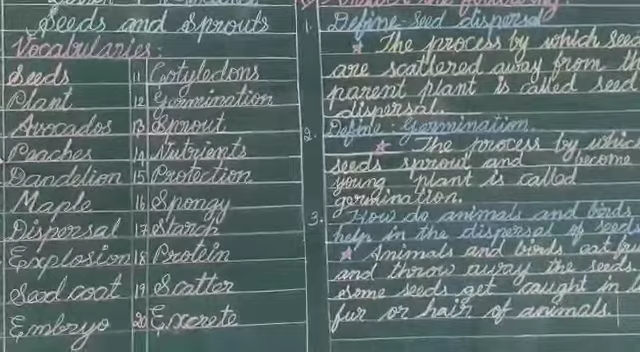 Seeds and Sprouts
Vocabularies:
Seeds 11 Cotyledons
Plant 12 Germination
Avocados 13 Sprout
Peaches 14 Nutrients
Dandelion 15 Protection
Maple 16 Spongy
Dispersal 17 Starch
Explosion 18 Protein
Seed coat 19 Scatter
Embryo 20 Excrete
1. Define-Seed dispersal
* The process by which seed
are scattered away from th
parent plant is called seed
dispersal.
2. Define: Germination.
* The process by which
seeds sprout and become
young plant is called
germination.
3. How do animals and birds
help in the dispersal of seed
* Animals and birds eat fr
and throw away the seeds
some seeds get caught in
fur or hair of animals.